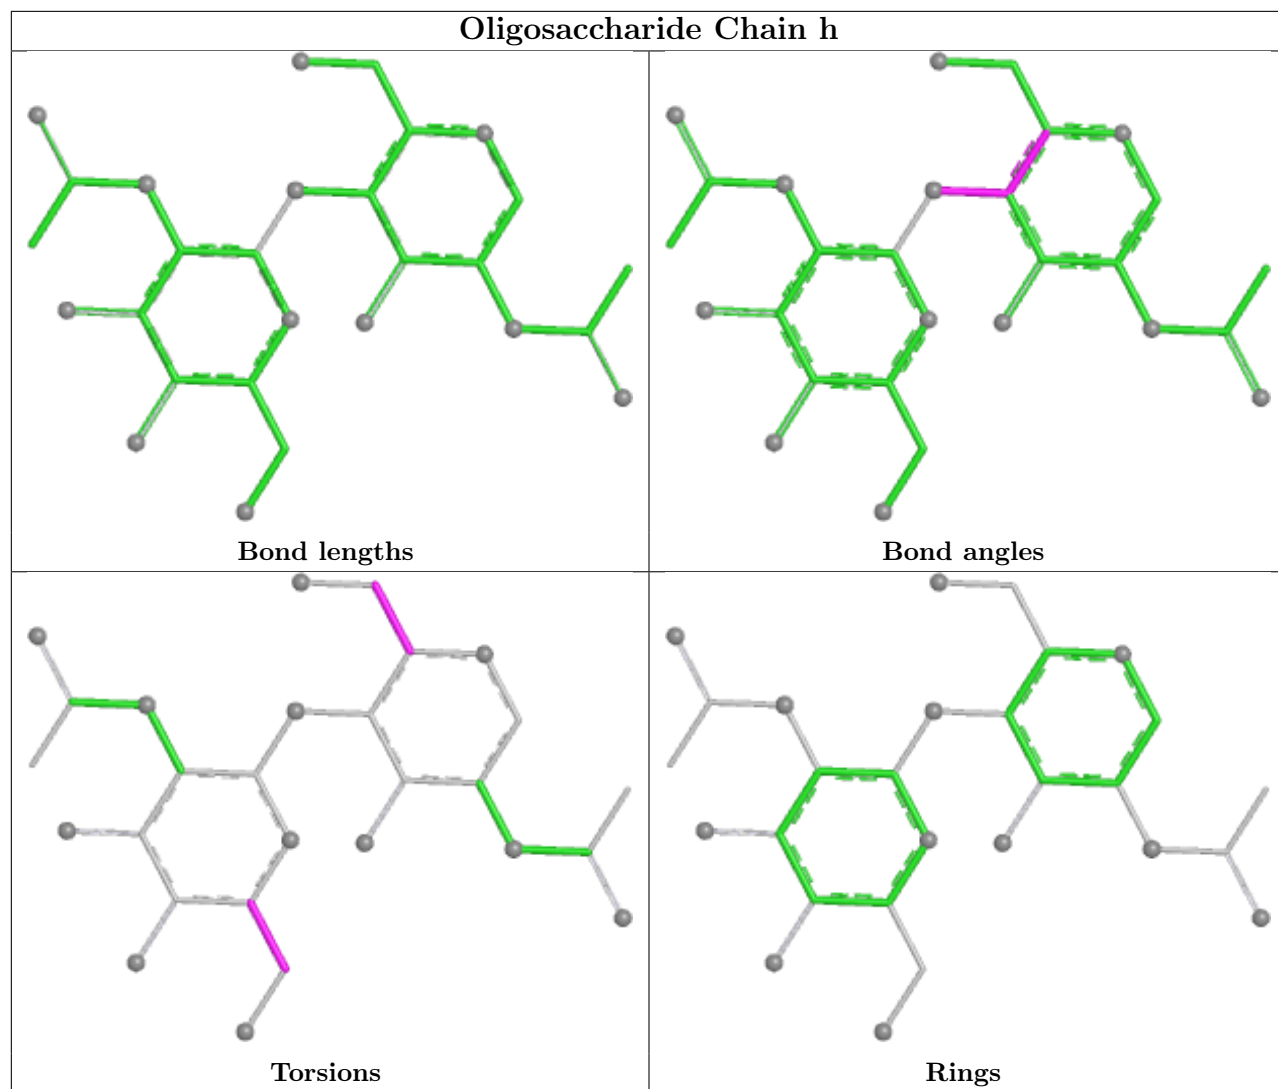 Oligosaccharide Chain h
Bond lengths
Bond angles
Torsions
Rings